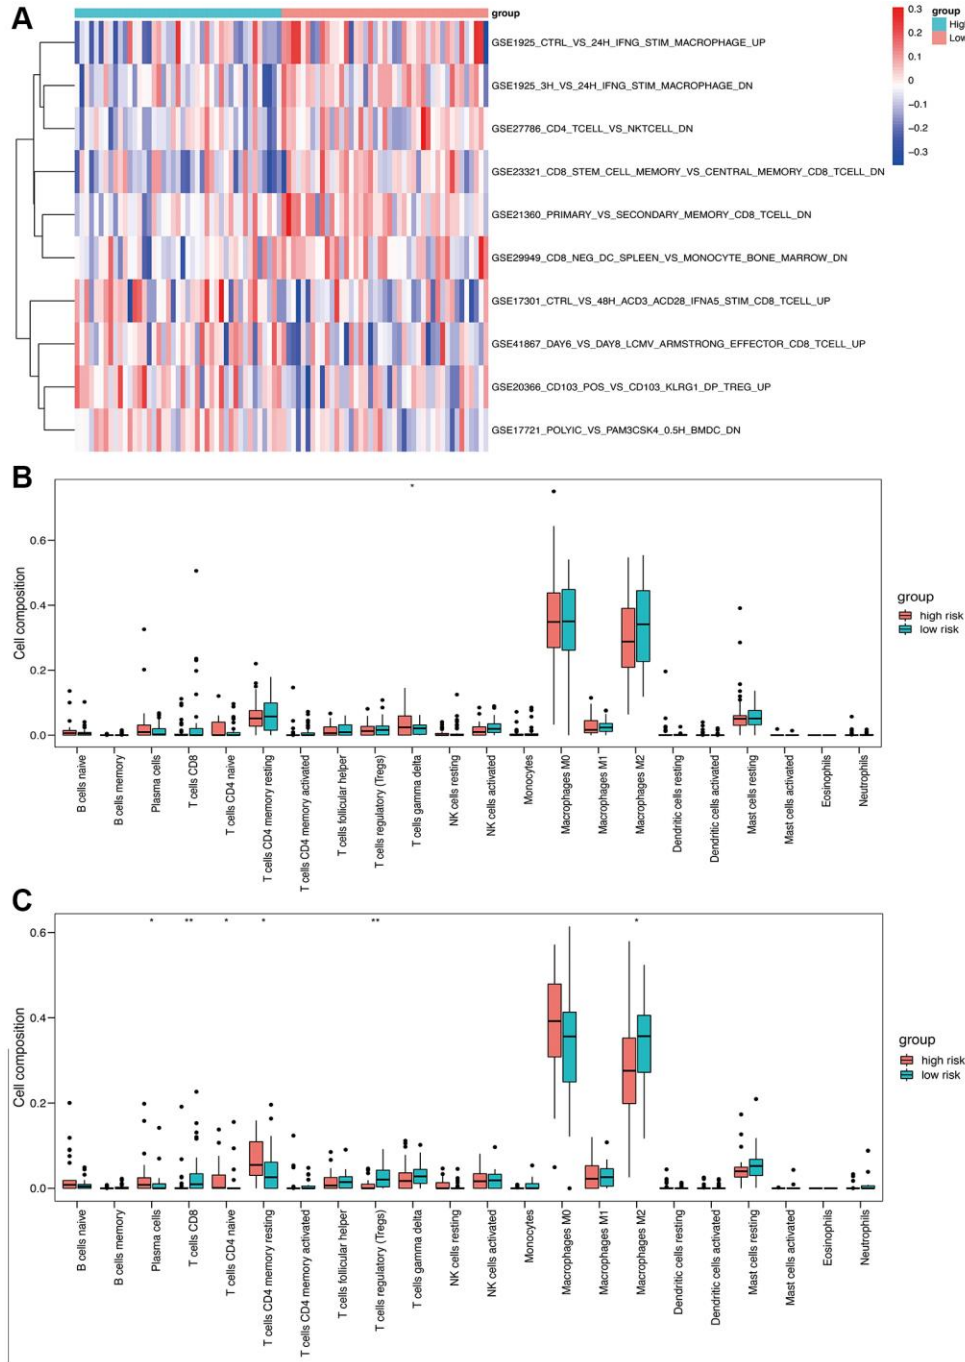 A
group
GSE1925_CTRL_VS_24H_IFNG_STIM_MACROPHAGE_UP
GSE1925_3H_VS_24H_IFNG_STIM_MACROPHAGE_DN
GSE27786_CD4_TCELL_VS_NKTCELL_DN
GSE23321_CD8_STEM_CELL_MEMORY_VS_CENTRAL_MEMORY_CD8_TCELL_DN
GSE21360_PRIMARY_VS_SECONDARY_MEMORY_CD8_TCELL_DN
GSE29949_CD8_NEG_DC_SPLEEN_VS_MONOCYTE_BONE_MARROW_DN
GSE17301_CTRL_VS_48H_ACD3_ACD28_IFNA5_STIM_CD8_TCELL_UP
GSE41867_DAY6_VS_DAY8_LCMV_ARMSTRONG_EFFECTOR_CD8_TCELL_UP
GSE20366_CD103_POS_VS_CD103_KLRG1_DP_TREG_UP
GSE17721_POLYIC_VS_PAM3CSK4_0.5H_BMDC_DN
0.3
0.2
0.1
0
−0.1
−0.2
−0.3
group
High
Low
B
*
Cell composition
0.6
0.4
0.2
0.0
B cells naive
B cells memory
Plasma cells
T cells CD8
T cells CD4 naive
T cells CD4 memory resting
T cells CD4 memory activated
T cells follicular helper
T cells regulatory (Tregs)
T cells gamma delta
NK cells resting
NK cells activated
Monocytes
Macrophages M0
Macrophages M1
Macrophages M2
Dendritic cells resting
Dendritic cells activated
Mast cells resting
Mast cells activated
Eosinophils
Neutrophils
group
high risk
low risk
C
* ** * * ** *
Cell composition
0.6
0.4
0.2
0.0
B cells naive
B cells memory
Plasma cells
T cells CD8
T cells CD4 naive
T cells CD4 memory resting
T cells CD4 memory activated
T cells follicular helper
T cells regulatory (Tregs)
T cells gamma delta
NK cells resting
NK cells activated
Monocytes
Macrophages M0
Macrophages M1
Macrophages M2
Dendritic cells resting
Dendritic cells activated
Mast cells resting
Mast cells activated
Eosinophils
Neutrophils
group
high risk
low risk